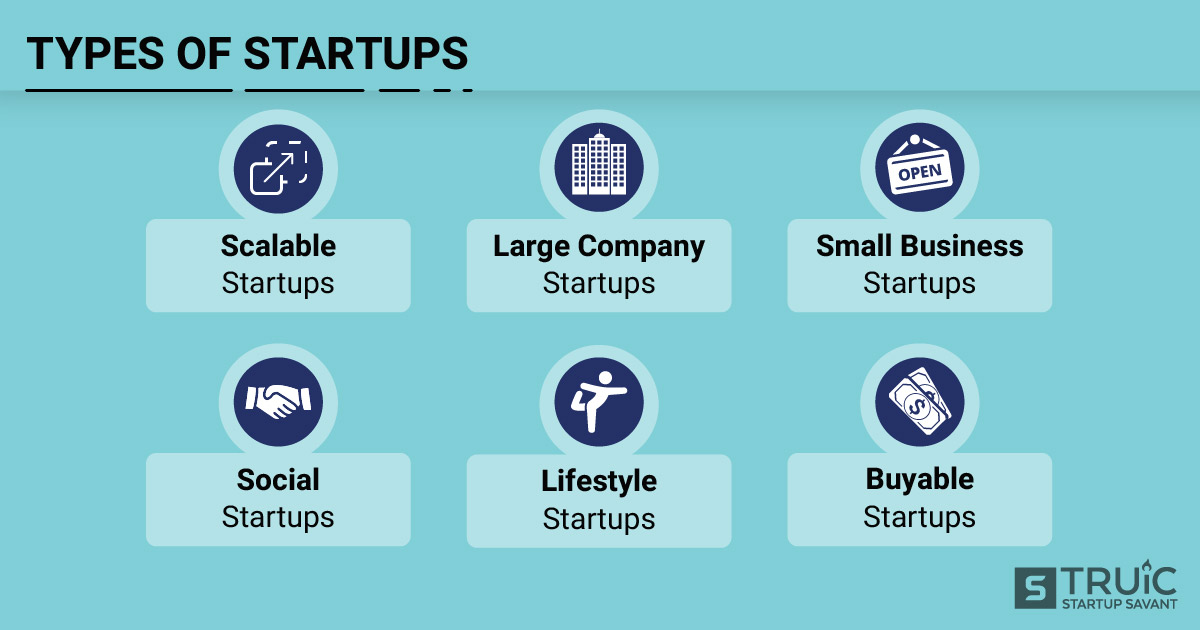 TYPES OF STARTUPS
Scalable
Startups
Large Company
Startups
OPEN
Small Business
Startups
Social
Startups
Lifestyle
Startups
$
$
Buyable
Startups
S TRUiC
STARTUP SAVANT